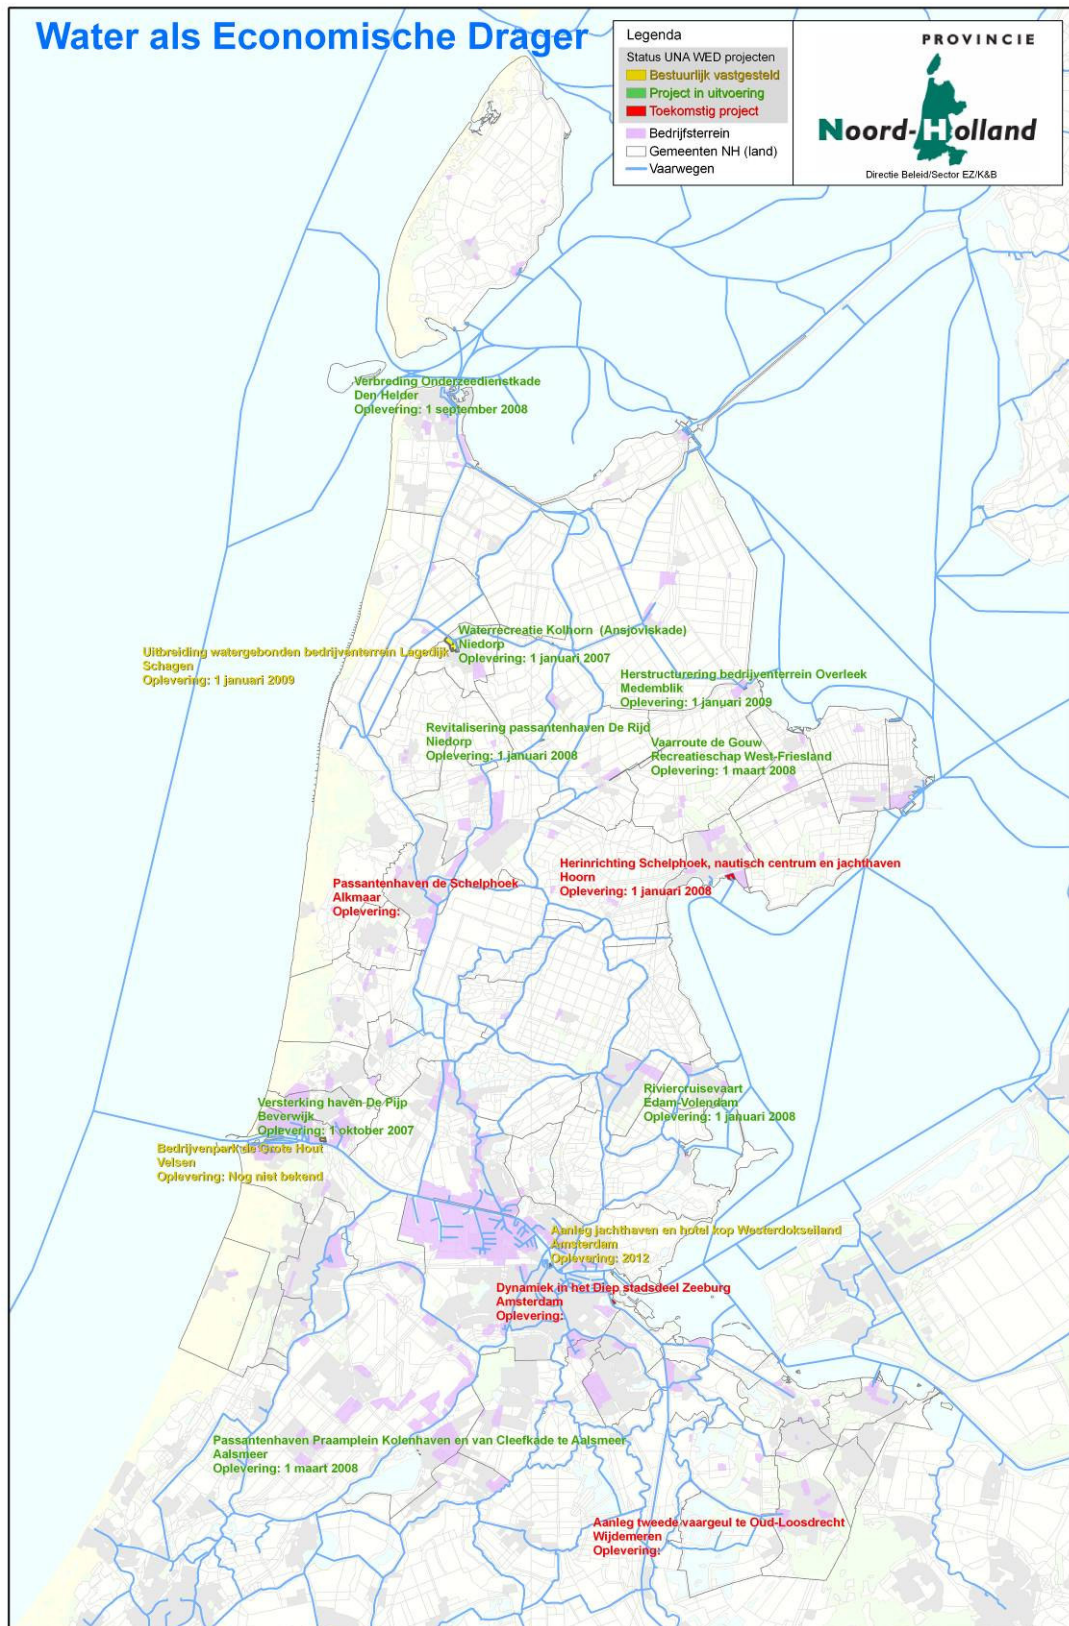 Water als Economische Drager
Legenda
Status UNA WED projecten
Bestuurlijk vastgesteld
Project in uitvoering
Toekomstig project
Bedrijfsterrein
Gemeenten NH (land)
Vaarwegen
PROVINCIE
Noord-Holland
Directie Beleid/Sector EZ/K&B
Verbreding Onderzeedienstkade
Den Helder
Oplevering: 1 september 2008
Waterrecreatie Kolhorn (Ansjoviskade)
Niedorp
Oplevering: 1 januari 2007
Uitbreiding watergebonden bedrijventerrein Lagedijk
Schagen
Oplevering: 1 januari 2009
Herstructurering bedrijventerrein Overleek
Medemblik
Oplevering: 1 januari 2009
Revitalisering passantenhaven De Rijd
Niedorp
Oplevering: 1 januari 2008
Vaarroute de Gouw
Recreatieschap West-Friesland
Oplevering: 1 maart 2008
Herinrichting Schelphoek, nautisch centrum en jachthaven
Hoorn
Oplevering: 1 januari 2008
Passantenhaven de Schelphoek
Alkmaar
Oplevering:
Riviercruisevaart
Edam-Volendam
Oplevering: 1 januari 2008
Versterking haven De Pijp
Beverwijk
Oplevering: 1 oktober 2007
Bedrijvenpark de Grote Hout
Velsen
Oplevering: Nog niet bekend
Aanleg jachthaven en hotel kop Westerdokseiland
Amsterdam
Oplevering: 2012
Dynamiek in het Diep stadsdeel Zeeburg
Amsterdam
Oplevering:
Passantenhaven Praamplein Kolenhaven en van Cleefkade te Aalsmeer
Aalsmeer
Oplevering: 1 maart 2008
Aanleg tweede vaargeul te Oud-Loosdrecht
Wijdemeren
Oplevering: